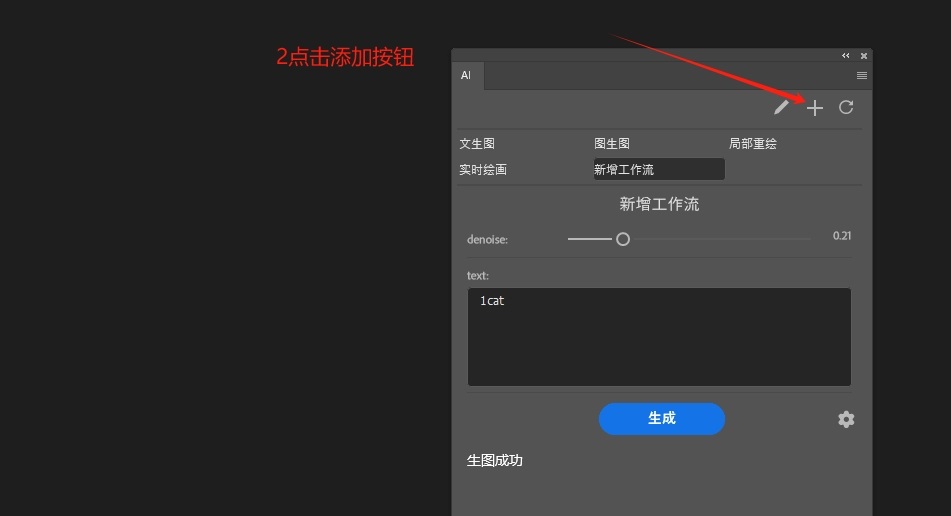 2点击添加按钮
AI
文生图 图生图 局部重绘
实时绘画 新增工作流
新增工作流
denoise: 0.21
text:
1cat
生成
生图成功